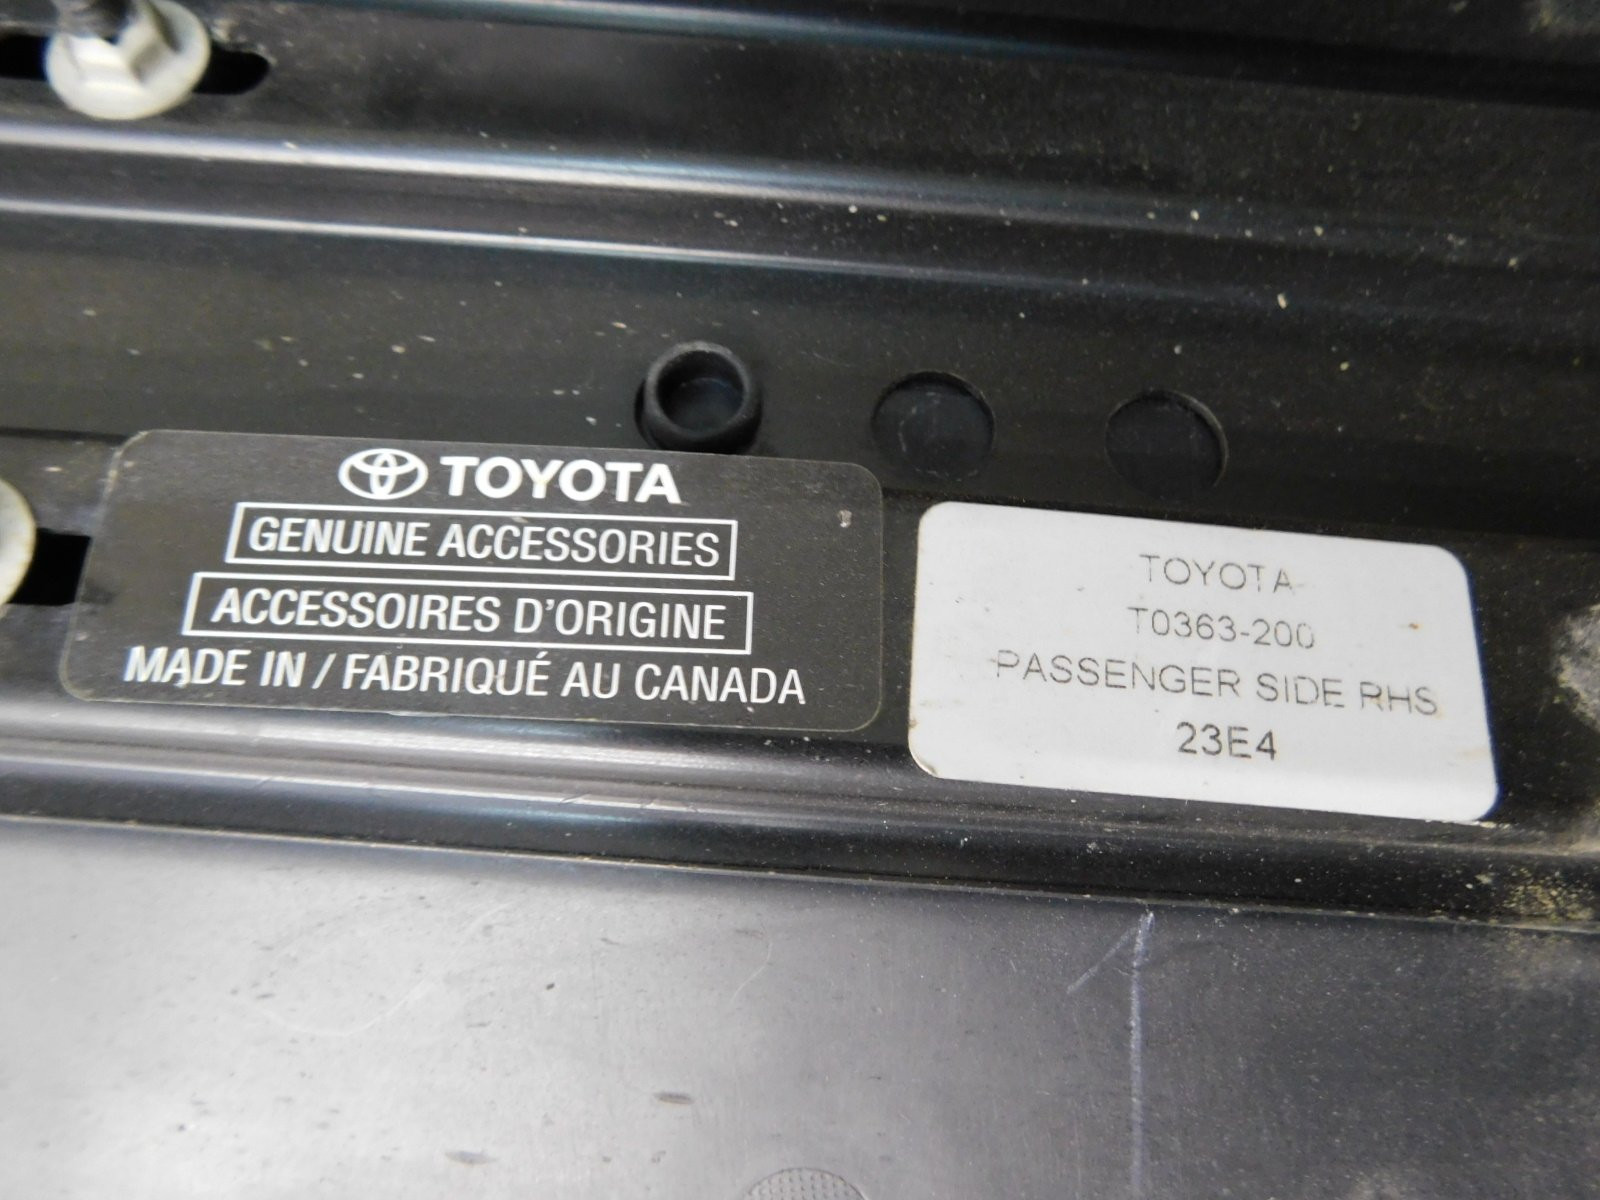 TOYOTA
GENUINE ACCESSORIES
ACCESSOIRES D'ORIGINE
MADE IN / FABRIQUÉ AU CANADA
TOYOTA
T0363-200
PASSENGER SIDE RHS
23E4